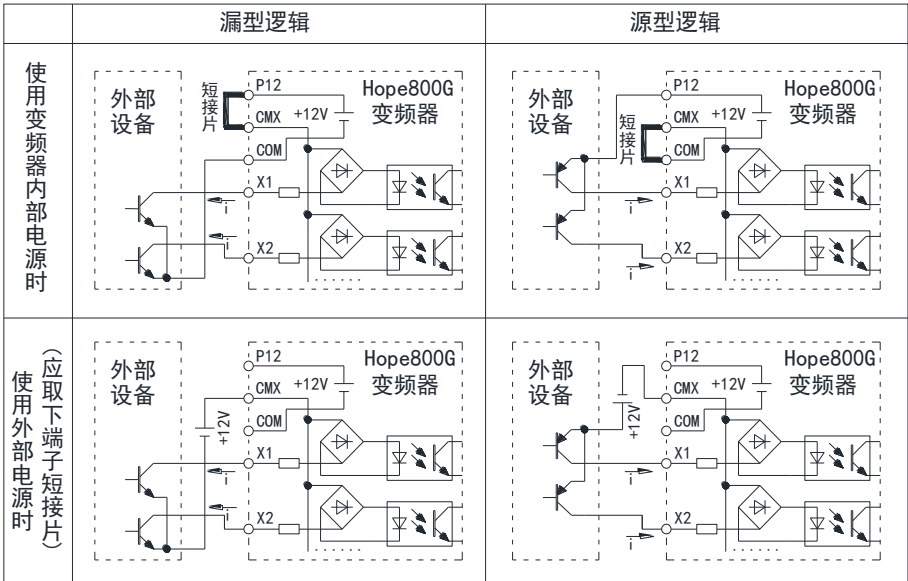 漏型逻辑
源型逻辑
使用变频器内部电源时
外部
设备
短接片
P12
CMX
COM
X1
X2
+12V
Hope800G
变频器
i
i
......
外部
设备
短接片
P12
CMX
COM
X1
X2
+12V
Hope800G
变频器
i
i
......
使用外部电源时
（应取下端子短接片）
外部
设备
+12V
P12
CMX
COM
X1
X2
+12V
Hope800G
变频器
i
i
......
外部
设备
+12V
P12
CMX
COM
X1
X2
+12V
Hope800G
变频器
i
i
......